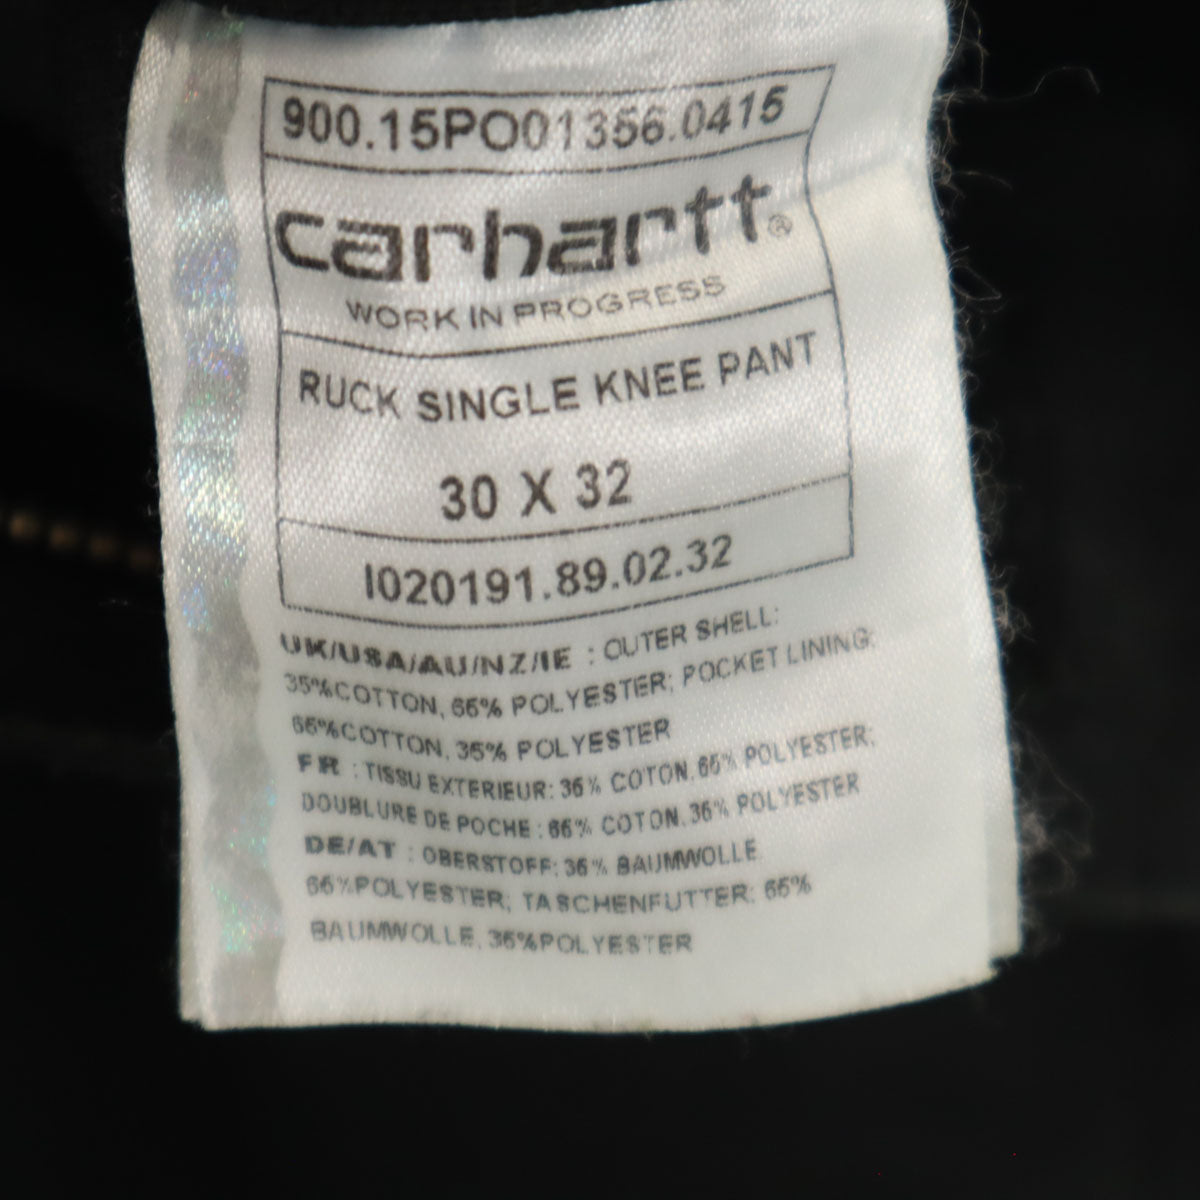 900.15PO01356.0415
carhartt®
WORK IN PROGRESS
RUCK SINGLE KNEE PANT
30 X 32
I020191.89.02.32
UK/USA/AU/NZ/IE : OUTER SHELL:
35%COTTON, 65% POLYESTER; POCKET LINING:
65%COTTON, 35% POLYESTER
FR : TISSU EXTERIEUR: 35% COTON, 65% POLYESTER;
DOUBLURE DE POCHE : 65% COTON, 35% POLYESTER
DE/AT : OBERSTOFF: 35% BAUMWOLLE
65%POLYESTER; TASCHENFUTTER: 65%
BAUMWOLLE, 35%POLYESTER